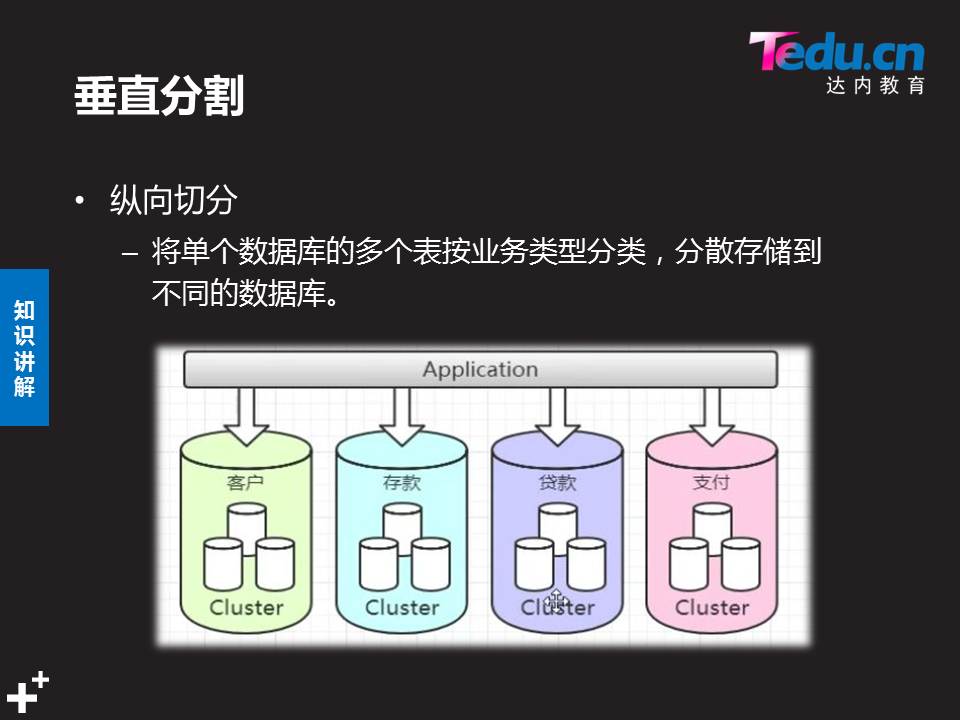 Tedu.cn
达内教育
垂直分割
• 纵向切分
– 将单个数据库的多个表按业务类型分类，分散存储到
不同的数据库。
知
识
讲
解
Application
客户
存款
贷款
支付
Cluster
Cluster
Cluster
Cluster